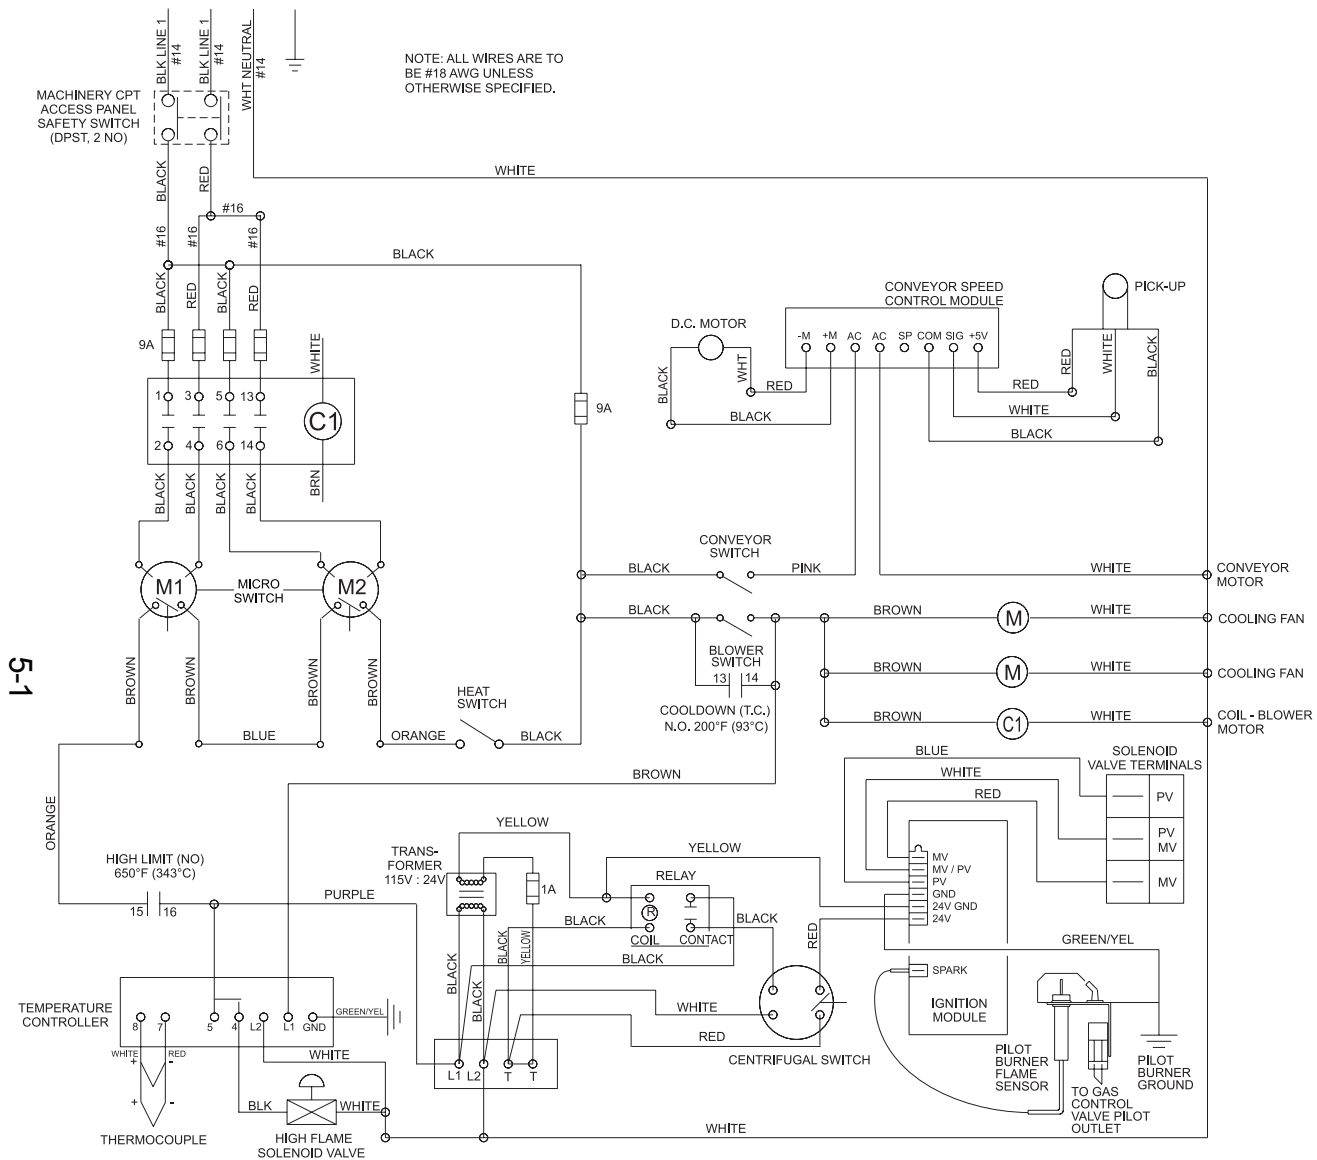 BLK LINE 1
#14
BLK LINE 1
#14
WHT NEUTRAL
#14
NOTE: ALL WIRES ARE TO
BE #18 AWG UNLESS
OTHERWISE SPECIFIED.
MACHINERY CPT
ACCESS PANEL
SAFETY SWITCH
(DPST, 2 NO)
BLACK
RED
WHITE
#16
#16
#16
#16
BLACK
BLACK
RED
BLACK
RED
9A
WHITE
1
3
5
13
C1
2
4
6
14
BLACK
BLACK
BLACK
BLACK
BRN
9A
CONVEYOR SPEED
CONTROL MODULE
PICK-UP
D.C. MOTOR
-M
+M
AC
AC
SP
COM
SIG
+5V
BLACK
WHT
RED
BLACK
RED
WHITE
BLACK
RED
WHITE
BLACK
M1
MICRO
SWITCH
M2
CONVEYOR
SWITCH
BLACK
PINK
WHITE
CONVEYOR
MOTOR
BLACK
BROWN
M
WHITE
COOLING FAN
BLOWER
SWITCH
13
14
COOLDOWN (T.C.)
N.O. 200°F (93°C)
BROWN
M
WHITE
COOLING FAN
BROWN
C1
WHITE
COIL - BLOWER
MOTOR
5-1
BROWN
BROWN
BROWN
BROWN
HEAT
SWITCH
BLUE
ORANGE
BLACK
BROWN
ORANGE
BLUE
WHITE
RED
SOLENOID
VALVE TERMINALS
PV
PV
MV
MV
HIGH LIMIT (NO)
650°F (343°C)
15
16
PURPLE
YELLOW
TRANS-
FORMER
115V : 24V
1A
YELLOW
RELAY
R
COIL
CONTACT
BLACK
BLACK
BLACK
BLACK
YELLOW
BLACK
BLACK
RED
MV
MV / PV
PV
GND
24V GND
24V
SPARK
IGNITION
MODULE
GREEN/YEL
TEMPERATURE
CONTROLLER
8
7
5
4
L2
L1
GND
GREEN/YEL
WHITE
RED
+
-
+
-
THERMOCOUPLE
WHITE
BLK
WHITE
HIGH FLAME
SOLENOID VALVE
L1
L2
T
T
WHITE
RED
CENTRIFUGAL SWITCH
WHITE
PILOT
BURNER
FLAME
SENSOR
TO GAS
CONTROL
VALVE PILOT
OUTLET
PILOT
BURNER
GROUND